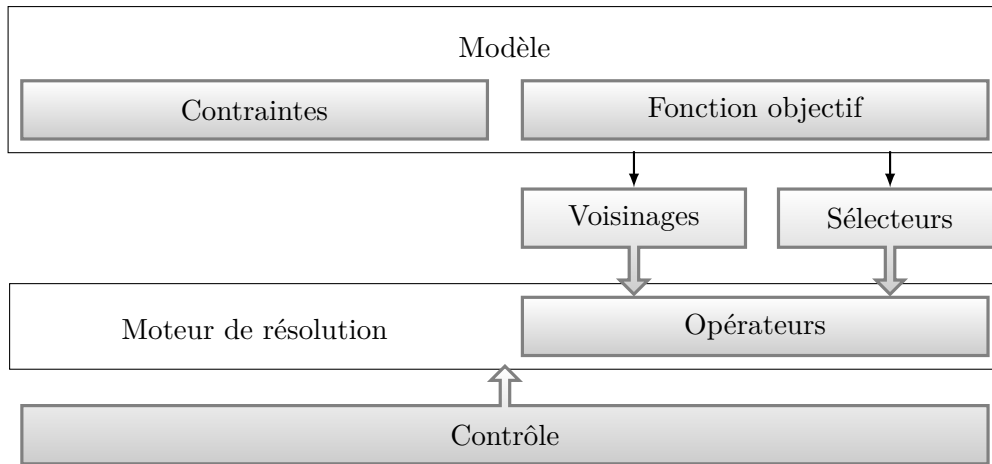 Modèle
Contraintes
Fonction objectif
Voisinages
Sélecteurs
Moteur de résolution
Opérateurs
Contrôle